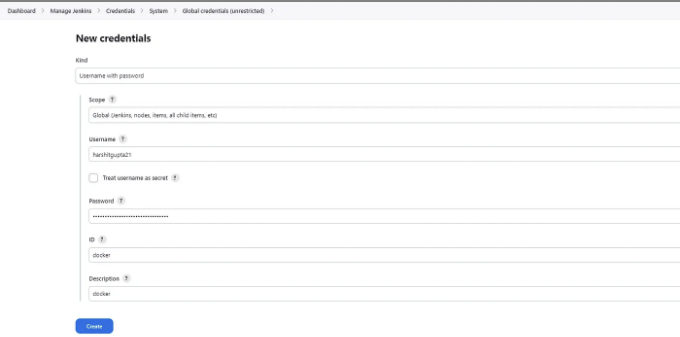 Dashboard > Manage Jenkins > Credentials > System > Global credentials (unrestricted) >
New credentials
Kind
Username with password
Scope ?
Global (Jenkins, nodes, items, all child items, etc)
Username ?
harshitgupta21
Treat username as secret ?
Password ?
••••••••••••••••••••••••••••••••
ID ?
docker
Description ?
docker
Create